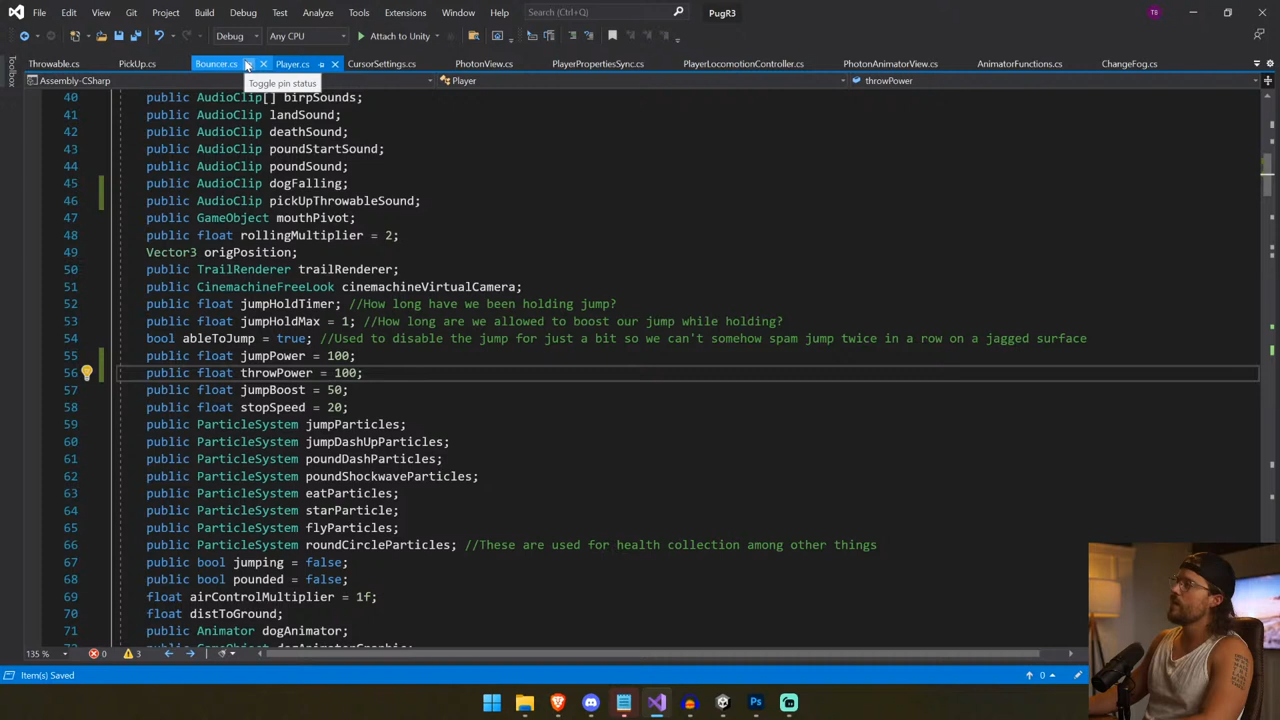 File Edit View Git Project Build Debug Test Analyze Tools Extensions Window Help Search (Ctrl+Q) PugR3 TB
Debug Any CPU Attach to Unity
Throwable.cs PickUp.cs Bouncer.cs Player.cs CursorSettings.cs PhotonView.cs PlayerPropertiesSync.cs PlayerLocomotionController.cs PhotonAnimatorView.cs AnimatorFunctions.cs ChangeFog.cs
Toolbox
Assembly-CSharp Player throwPower
Toggle pin status
40 public AudioClip[] birpSounds;
41 public AudioClip landSound;
42 public AudioClip deathSound;
43 public AudioClip poundStartSound;
44 public AudioClip poundSound;
45 public AudioClip dogFalling;
46 public AudioClip pickUpThrowableSound;
47 public GameObject mouthPivot;
48 public float rollingMultiplier = 2;
49 Vector3 origPosition;
50 public TrailRenderer trailRenderer;
51 public CinemachineFreeLook cinemachineVirtualCamera;
52 public float jumpHoldTimer; //How long have we been holding jump?
53 public float jumpHoldMax = 1; //How long are we allowed to boost our jump while holding?
54 bool ableToJump = true; //Used to disable the jump for just a bit so we can't somehow spam jump twice in a row on a jagged surface
55 public float jumpPower = 100;
56 public float throwPower = 100;
57 public float jumpBoost = 50;
58 public float stopSpeed = 20;
59 public ParticleSystem jumpParticles;
60 public ParticleSystem jumpDashUpParticles;
61 public ParticleSystem poundDashParticles;
62 public ParticleSystem poundShockwaveParticles;
63 public ParticleSystem eatParticles;
64 public ParticleSystem starParticle;
65 public ParticleSystem flyParticles;
66 public ParticleSystem roundCircleParticles; //These are used for health collection among other things
67 public bool jumping = false;
68 public bool pounded = false;
69 float airControlMultiplier = 1f;
70 float distToGround;
71 public Animator dogAnimator;
135 % 0 3
Item(s) Saved 0
Ps